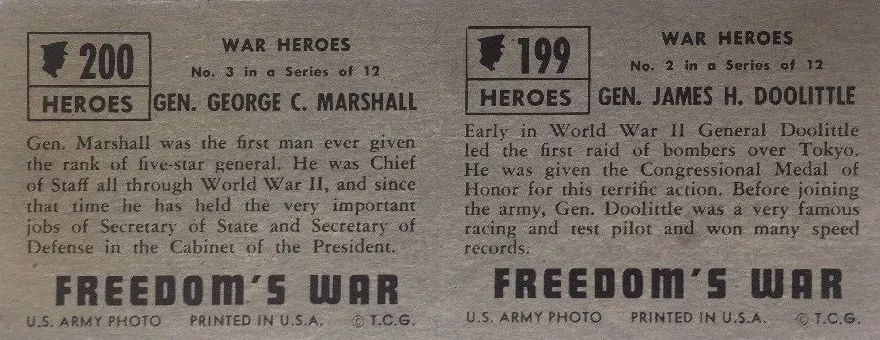 200
HEROES
WAR HEROES
No. 3 in a Series of 12
GEN. GEORGE C. MARSHALL
Gen. Marshall was the first man ever given
the rank of five-star general. He was Chief
of Staff all through World War II, and since
that time he has held the very important
jobs of Secretary of State and Secretary of
Defense in the Cabinet of the President.
FREEDOM'S WAR
U.S. ARMY PHOTO PRINTED IN U.S.A. © T.C.G.
199
HEROES
WAR HEROES
No. 2 in a Series of 12
GEN. JAMES H. DOOLITTLE
Early in World War II General Doolittle
led the first raid of bombers over Tokyo.
He was given the Congressional Medal of
Honor for this terrific action. Before joining
the army, Gen. Doolittle was a very famous
racing and test pilot and won many speed
records.
FREEDOM'S WAR
U.S. ARMY PHOTO PRINTED IN U.S.A. © T.C.G.